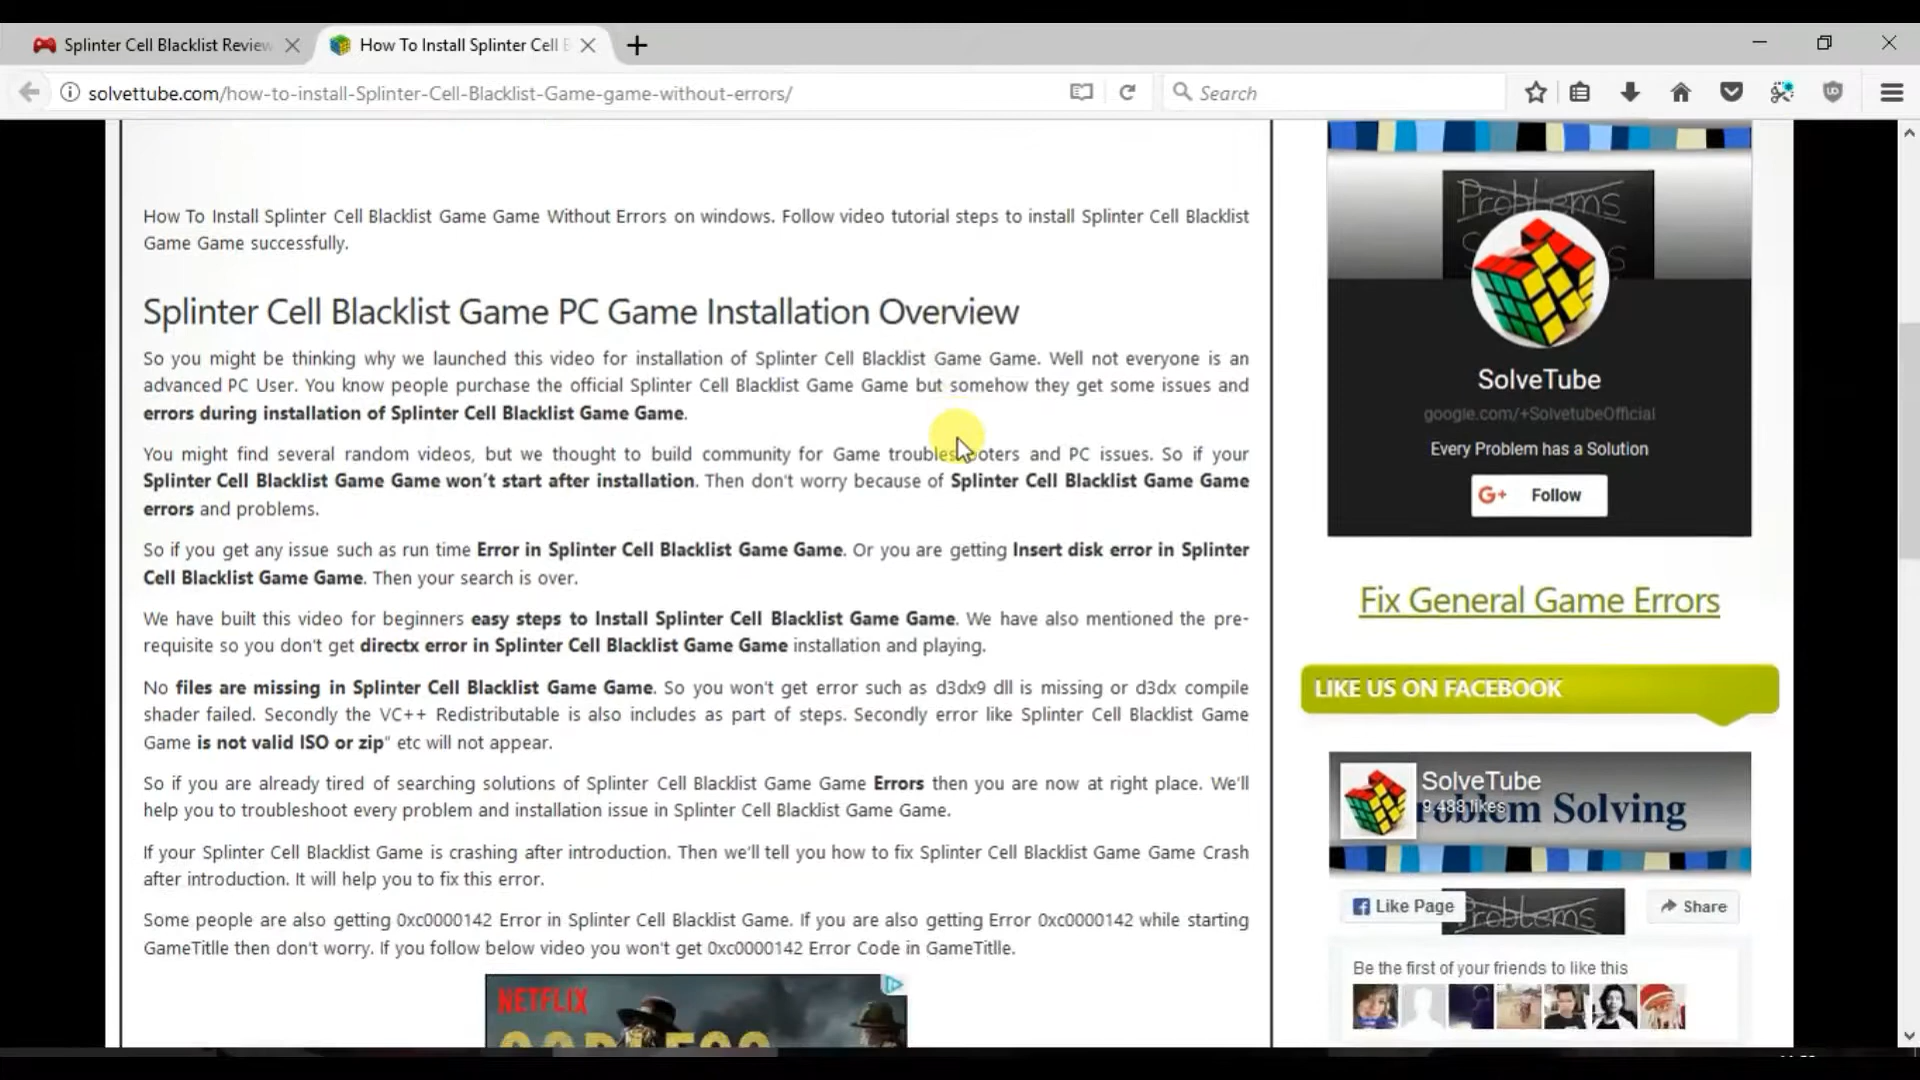 Splinter Cell Blacklist Review
How To Install Splinter Cell B
solvettube.com/how-to-install-Splinter-Cell-Blacklist-Game-game-without-errors/
Search
How To Install Splinter Cell Blacklist Game Game Without Errors on windows. Follow video tutorial steps to install Splinter Cell Blacklist
Game Game successfully.
Splinter Cell Blacklist Game PC Game Installation Overview
So you might be thinking why we launched this video for installation of Splinter Cell Blacklist Game Game. Well not everyone is an
advanced PC User. You know people purchase the official Splinter Cell Blacklist Game Game but somehow they get some issues and
errors during installation of Splinter Cell Blacklist Game Game.
You might find several random videos, but we thought to build community for Game troubleshooters and PC issues. So if your
Splinter Cell Blacklist Game Game won't start after installation. Then don't worry because of Splinter Cell Blacklist Game Game
errors and problems.
So if you get any issue such as run time Error in Splinter Cell Blacklist Game Game. Or you are getting Insert disk error in Splinter
Cell Blacklist Game Game. Then your search is over.
We have built this video for beginners easy steps to Install Splinter Cell Blacklist Game Game. We have also mentioned the pre-
requisite so you don't get directx error in Splinter Cell Blacklist Game Game installation and playing.
No files are missing in Splinter Cell Blacklist Game Game. So you won't get error such as d3dx9 dll is missing or d3dx compile
shader failed. Secondly the VC++ Redistributable is also includes as part of steps. Secondly error like Splinter Cell Blacklist Game
Game is not valid ISO or zip" etc will not appear.
So if you are already tired of searching solutions of Splinter Cell Blacklist Game Game Errors then you are now at right place. We'll
help you to troubleshoot every problem and installation issue in Splinter Cell Blacklist Game Game.
If your Splinter Cell Blacklist Game is crashing after introduction. Then we'll tell you how to fix Splinter Cell Blacklist Game Game Crash
after introduction. It will help you to fix this error.
Some people are also getting 0xc0000142 Error in Splinter Cell Blacklist Game. If you are also getting Error 0xc0000142 while starting
GameTitlle then don't worry. If you follow below video you won't get 0xc0000142 Error Code in GameTitlle.
NETFLIX
Problems
SolveTube
google.com/+SolvetubeOfficial
Every Problem has a Solution
G+ Follow
Fix General Game Errors
LIKE US ON FACEBOOK
SolveTube
9,488 likes
roblem Solving
Like Page
Problems
Share
Be the first of your friends to like this